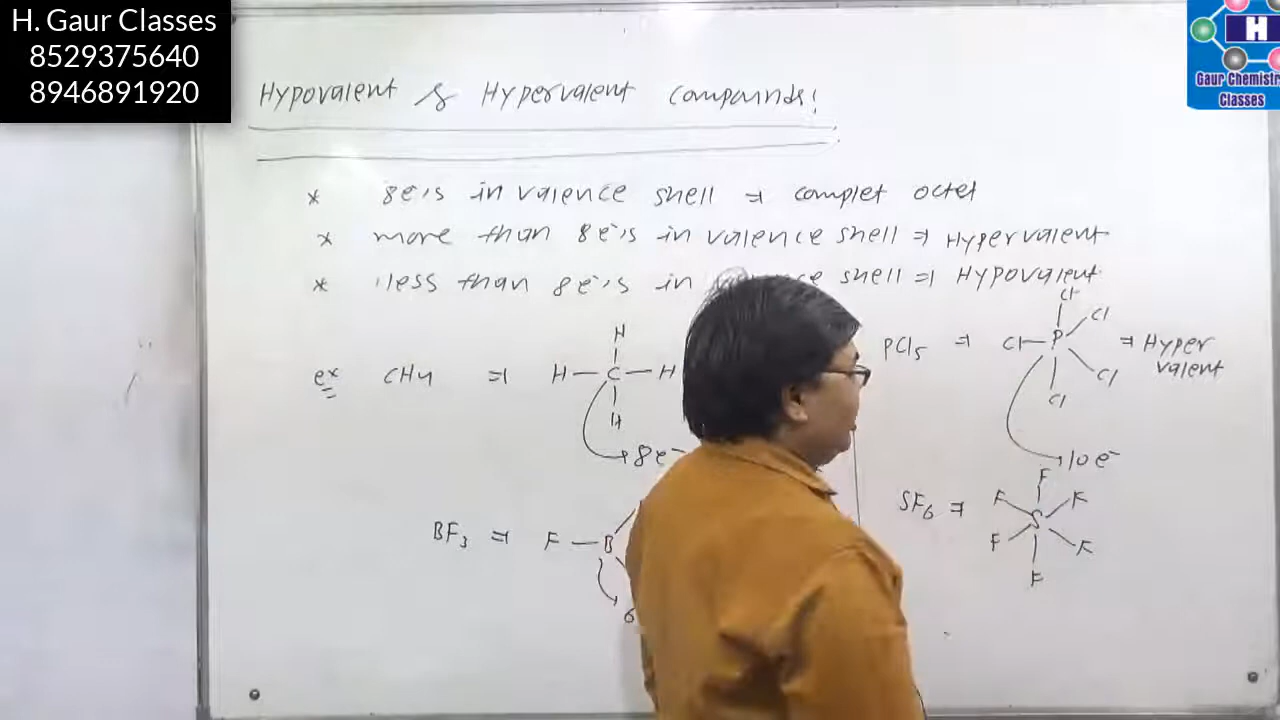 H. Gaur Classes
8529375640
8946891920
H
Gaur Chemistr
Classes
Hypovalent & Hypervalent compounds:
* 8e⁻s in valence shell ⇒ complet octet
* more than 8e⁻s in valence shell ⇒ Hypervalent
* less than 8e⁻s in shell ⇒ Hypovalent
ex CH4 ⇒ H — C — H
H
H
8e⁻
BF3 ⇒ F — B
6
PCl5 ⇒ Cl — P ⇒ Hyper
valent
Cl
Cl
Cl
Cl
10e⁻
SF6 ⇒ S
F
F
F
F
F
F